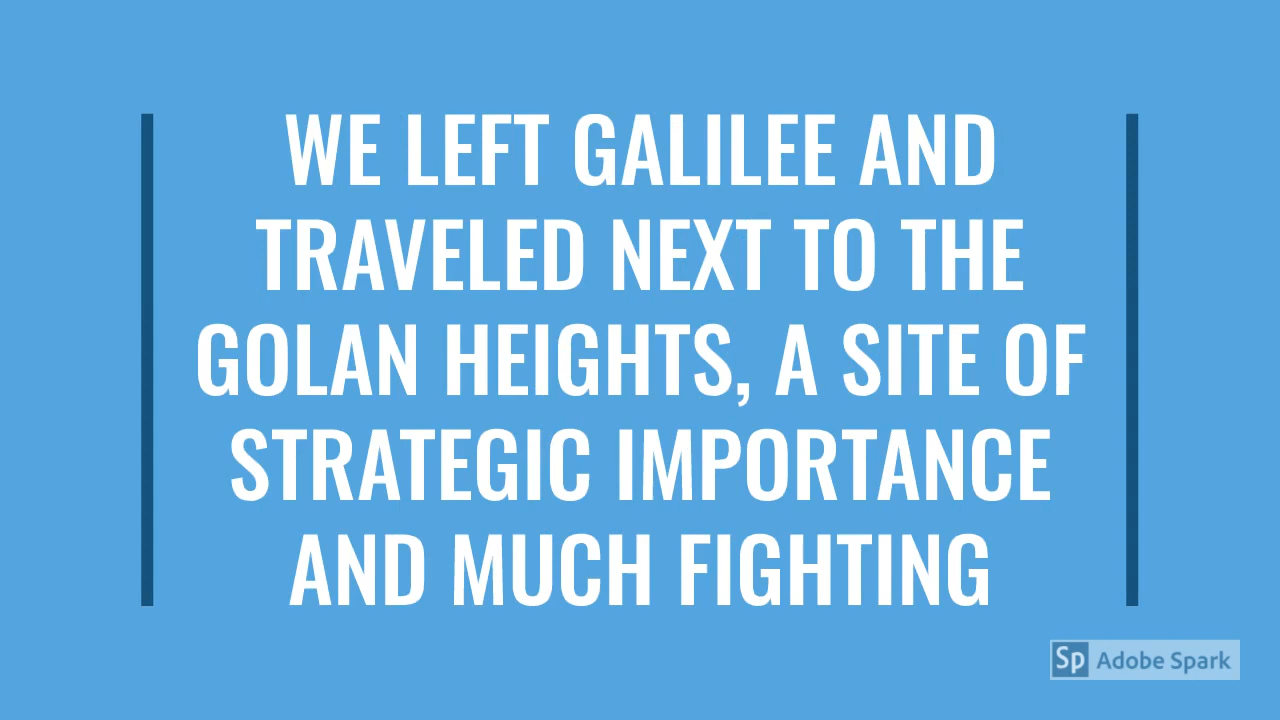 WE LEFT GALILEE AND
TRAVELED NEXT TO THE
GOLAN HEIGHTS, A SITE OF
STRATEGIC IMPORTANCE
AND MUCH FIGHTING
Sp Adobe Spark